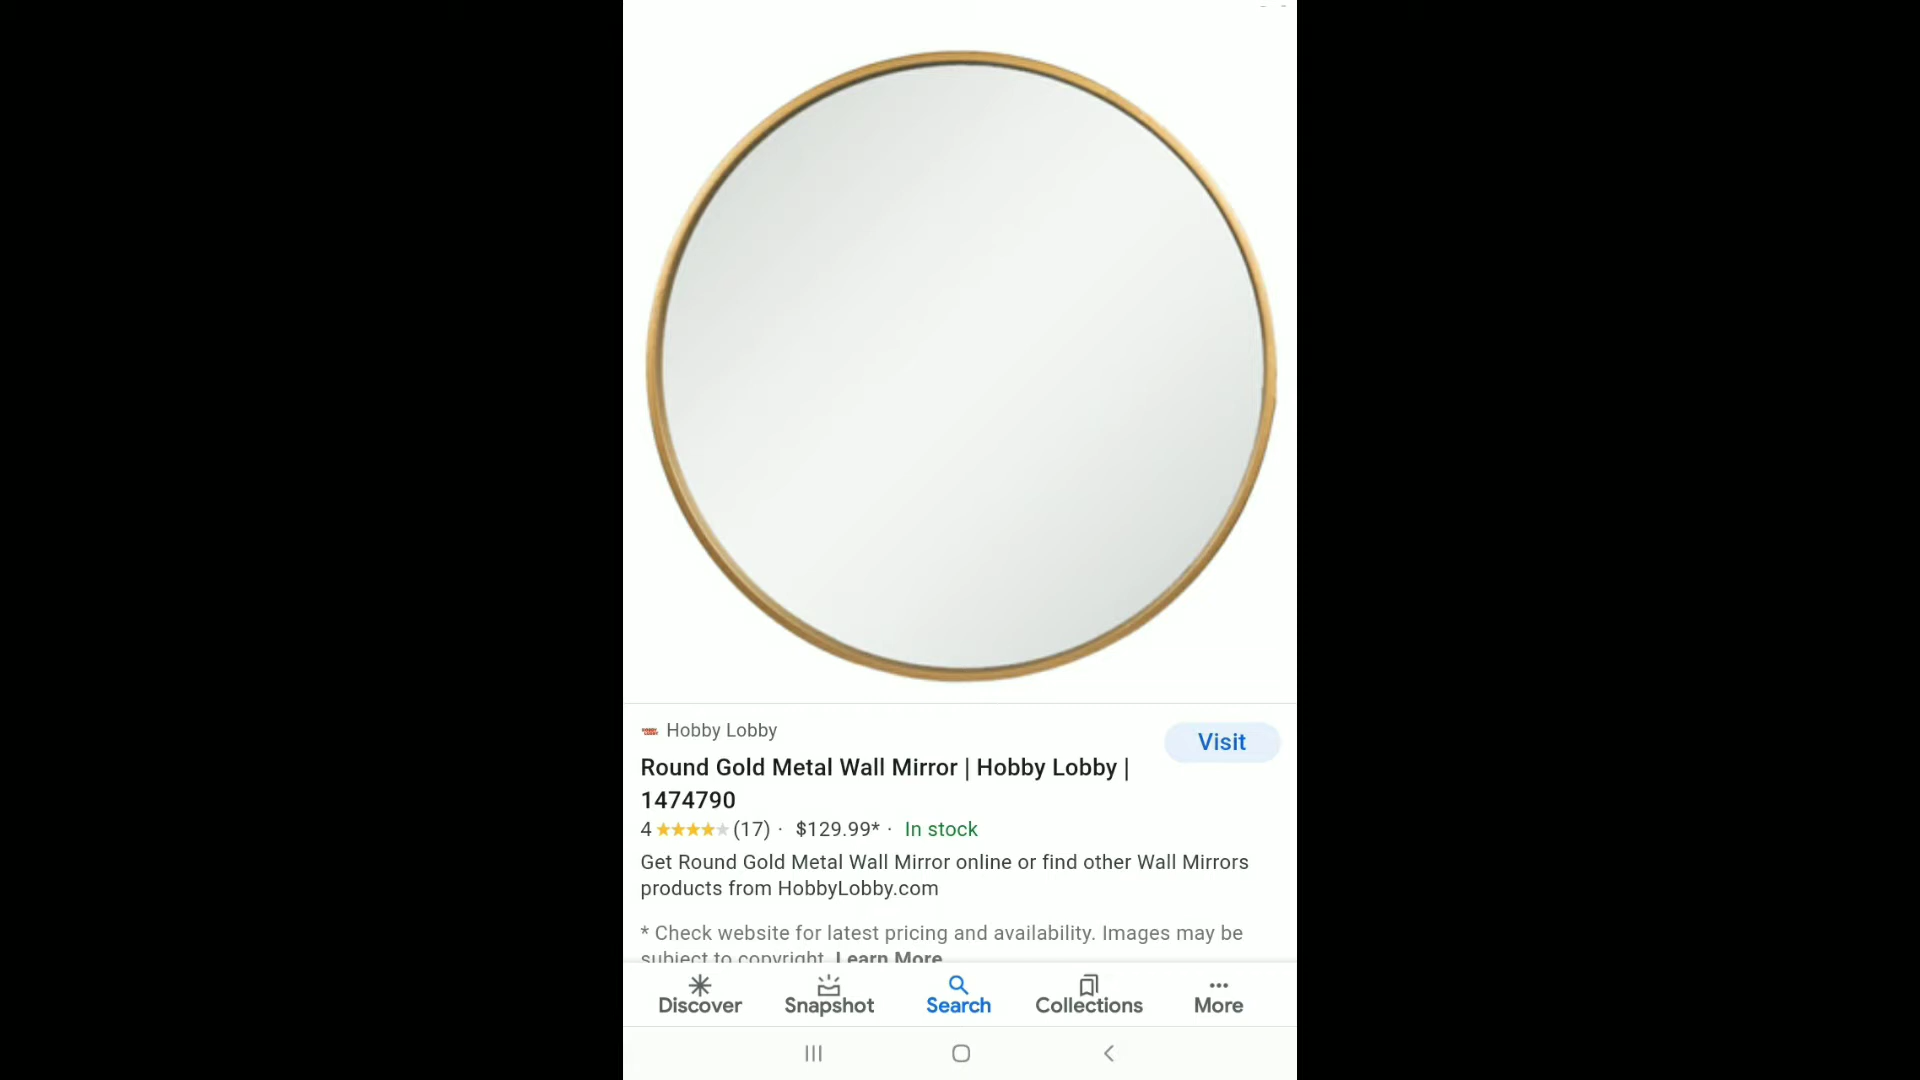 Hobby Lobby
Visit
Round Gold Metal Wall Mirror | Hobby Lobby |
1474790
4 (17) · $129.99* · In stock
Get Round Gold Metal Wall Mirror online or find other Wall Mirrors
products from HobbyLobby.com
* Check website for latest pricing and availability. Images may be
subject to copyright. Learn More
Discover Snapshot Search Collections More